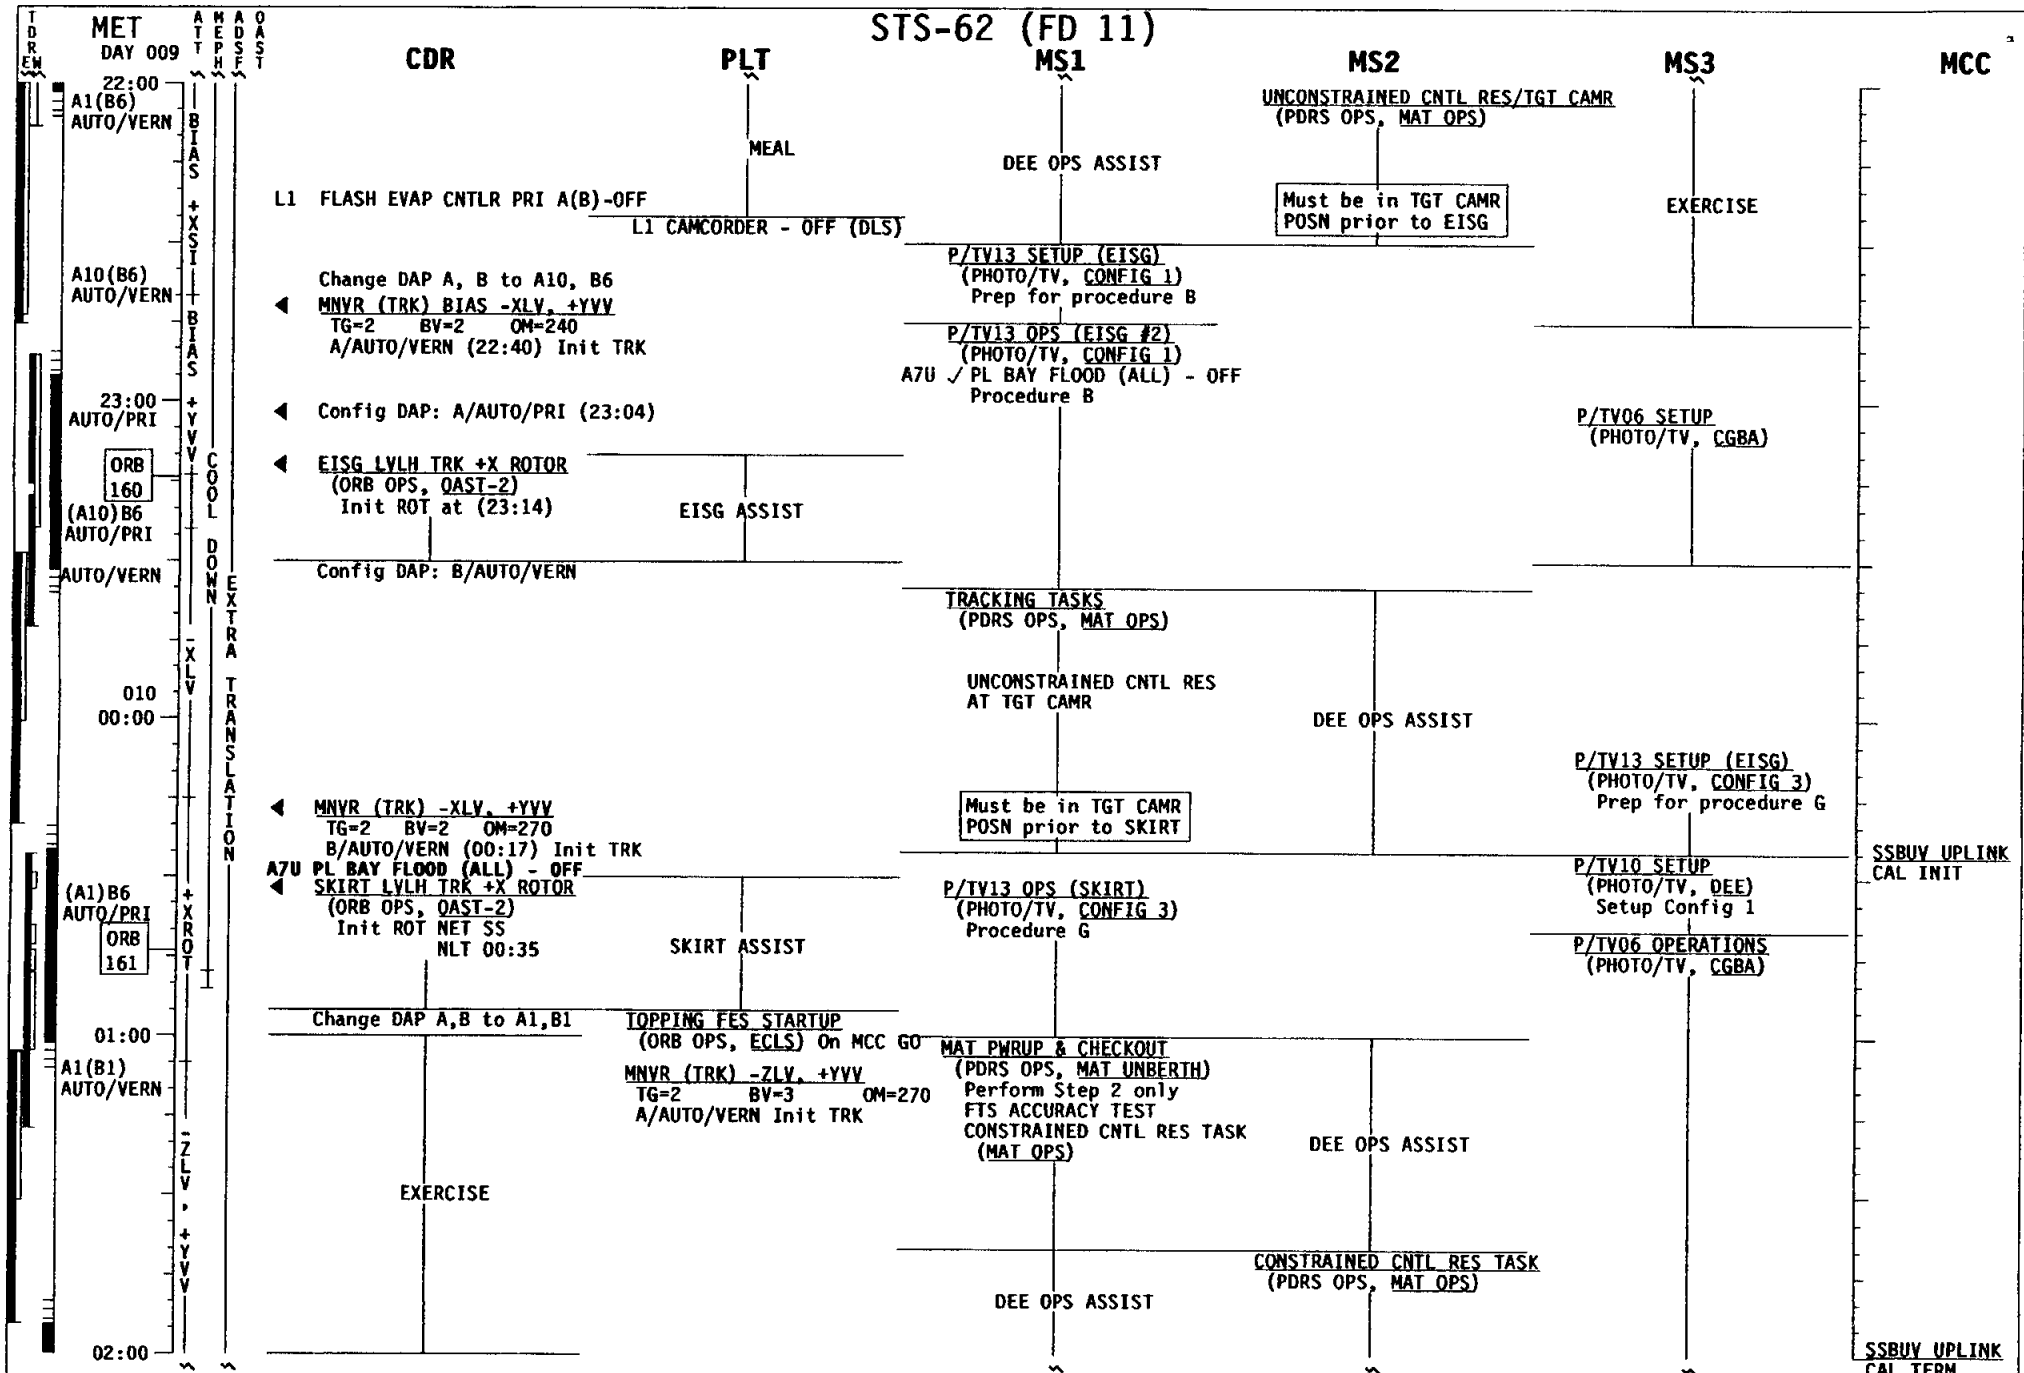 STS-62 (FD 11)
TDRE W
MET
DAY 009
ATT
MEPH
ADSF
OAST
CDR
PLT
MS1
MS2
MS3
MCC
22:00
A1(B6)
AUTO/VERN
A10(B6)
AUTO/VERN
23:00
AUTO/PRI
ORB
160
(A10)B6
AUTO/PRI
AUTO/VERN
010
00:00
(A1)B6
AUTO/PRI
ORB
161
01:00
A1(B1)
AUTO/VERN
02:00
BIAS +XSI
BIAS +YVV
-XLV
+XROT
-ZLV, +YVV
COOL DOWN
EXTRA TRANSLATION
L1 FLASH EVAP CNTLR PRI A(B)-OFF
Change DAP A, B to A10, B6
MNVR (TRK) BIAS -XLV, +YVV
TG=2 BV=2 OM=240
A/AUTO/VERN (22:40) Init TRK
Config DAP: A/AUTO/PRI (23:04)
EISG LVLH TRK +X ROTOR
(ORB OPS, OAST-2)
Init ROT at (23:14)
Config DAP: B/AUTO/VERN
MNVR (TRK) -XLV, +YVV
TG=2 BV=2 OM=270
B/AUTO/VERN (00:17) Init TRK
A7U PL BAY FLOOD (ALL) - OFF
SKIRT LVLH TRK +X ROTOR
(ORB OPS, OAST-2)
Init ROT NET SS
NLT 00:35
Change DAP A,B to A1,B1
EXERCISE
MEAL
L1 CAMCORDER - OFF (DLS)
EISG ASSIST
SKIRT ASSIST
TOPPING FES STARTUP
(ORB OPS, ECLS) On MCC GO
MNVR (TRK) -ZLV, +YVV
TG=2 BV=3 OM=270
A/AUTO/VERN Init TRK
DEE OPS ASSIST
P/TV13 SETUP (EISG)
(PHOTO/TV, CONFIG 1)
Prep for procedure B
P/TV13 OPS (EISG #2)
(PHOTO/TV, CONFIG 1)
A7U ✓ PL BAY FLOOD (ALL) - OFF
Procedure B
TRACKING TASKS
(PDRS OPS, MAT OPS)
UNCONSTRAINED CNTL RES
AT TGT CAMR
Must be in TGT CAMR
POSN prior to SKIRT
P/TV13 OPS (SKIRT)
(PHOTO/TV, CONFIG 3)
Procedure G
MAT PWRUP & CHECKOUT
(PDRS OPS, MAT UNBERTH)
Perform Step 2 only
FTS ACCURACY TEST
CONSTRAINED CNTL RES TASK
(MAT OPS)
DEE OPS ASSIST
UNCONSTRAINED CNTL RES/TGT CAMR
(PDRS OPS, MAT OPS)
Must be in TGT CAMR
POSN prior to EISG
DEE OPS ASSIST
DEE OPS ASSIST
CONSTRAINED CNTL RES TASK
(PDRS OPS, MAT OPS)
EXERCISE
P/TV06 SETUP
(PHOTO/TV, CGBA)
P/TV13 SETUP (EISG)
(PHOTO/TV, CONFIG 3)
Prep for procedure G
P/TV10 SETUP
(PHOTO/TV, DEE)
Setup Config 1
P/TV06 OPERATIONS
(PHOTO/TV, CGBA)
SSBUV UPLINK
CAL INIT
SSBUV UPLINK
CAL TERM